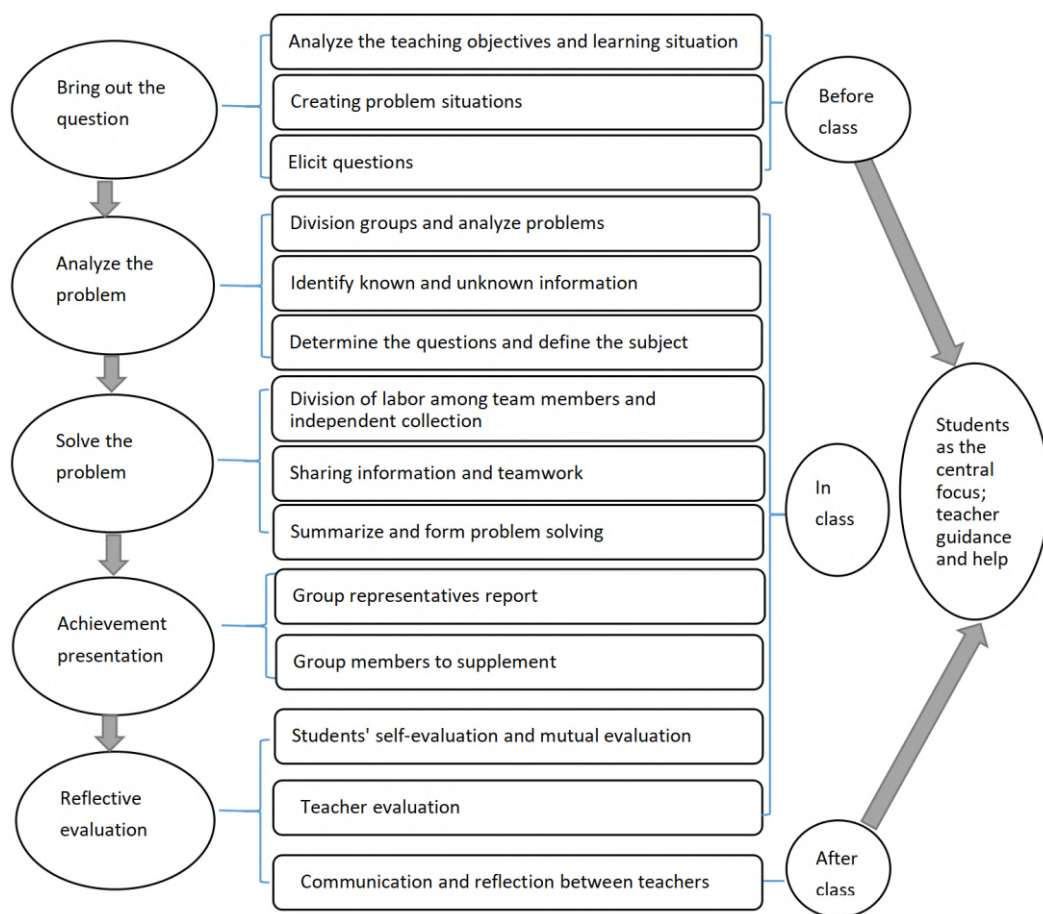 Bring out the
question
Analyze the teaching objectives and learning situation
Creating problem situations
Elicit questions
Before
class
Analyze the
problem
Division groups and analyze problems
Identify known and unknown information
Determine the questions and define the subject
Solve the
problem
Division of labor among team members and
independent collection
Sharing information and teamwork
Summarize and form problem solving
In
class
Students
as the
central
focus;
teacher
guidance
and help
Achievement
presentation
Group representatives report
Group members to supplement
Reflective
evaluation
Students' self-evaluation and mutual evaluation
Teacher evaluation
Communication and reflection between teachers
After
class